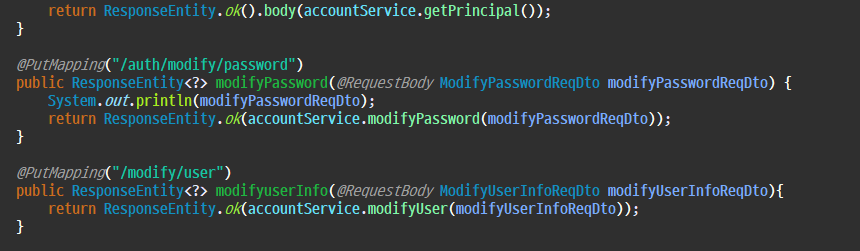 return ResponseEntity.ok().body(accountService.getPrincipal());
}
@PutMapping("/auth/modify/password")
public ResponseEntity<?> modifyPassword(@RequestBody ModifyPasswordReqDto modifyPasswordReqDto) {
System.out.println(modifyPasswordReqDto);
return ResponseEntity.ok(accountService.modifyPassword(modifyPasswordReqDto));
}
@PutMapping("/modify/user")
public ResponseEntity<?> modifyuserInfo(@RequestBody ModifyUserInfoReqDto modifyUserInfoReqDto){
return ResponseEntity.ok(accountService.modifyUser(modifyUserInfoReqDto));
}